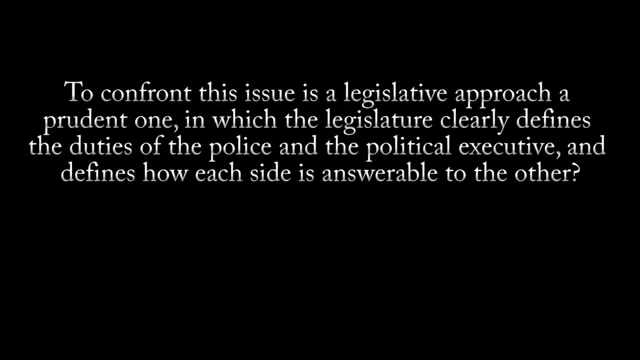 To confront this issue is a legislative approach a
prudent one, in which the legislature clearly defines
the duties of the police and the political executive, and
defines how each side is answerable to the other?